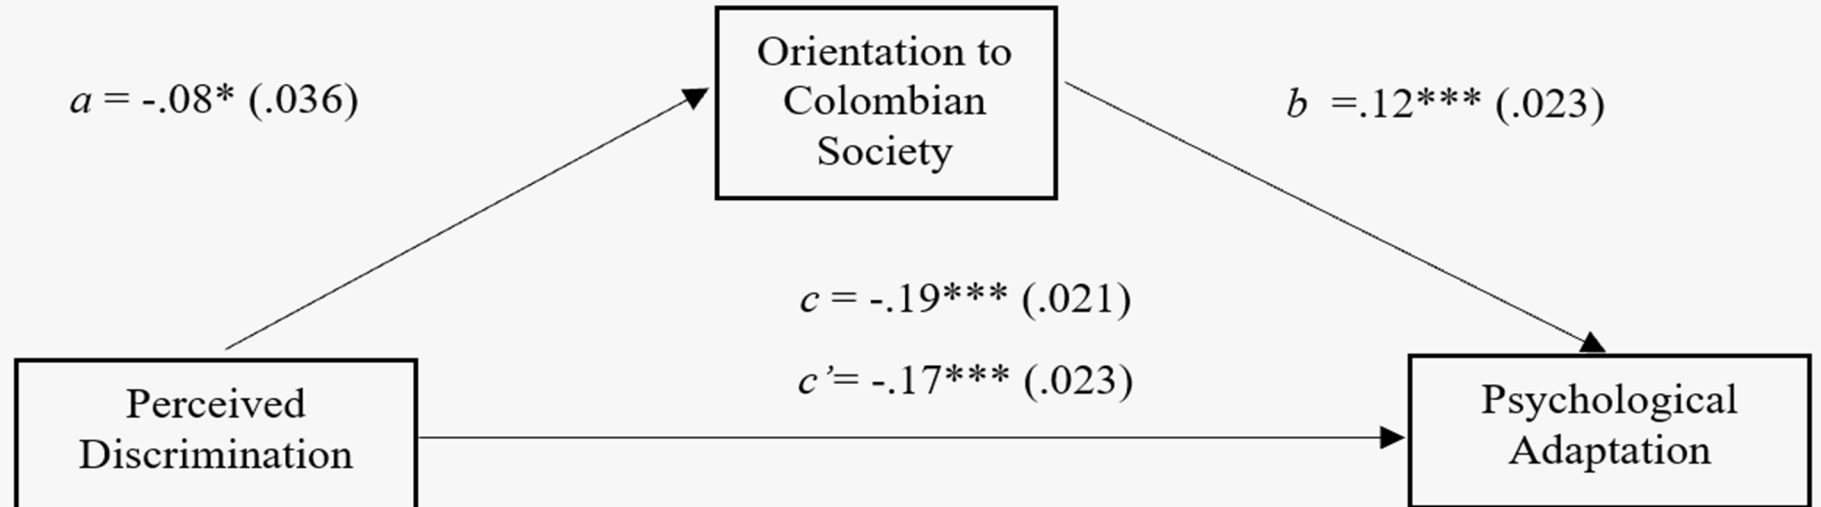 Orientation to
Colombian
Society
a = -.08* (.036)
b =.12*** (.023)
c = -.19*** (.021)
c’= -.17*** (.023)
Perceived
Discrimination
Psychological
Adaptation